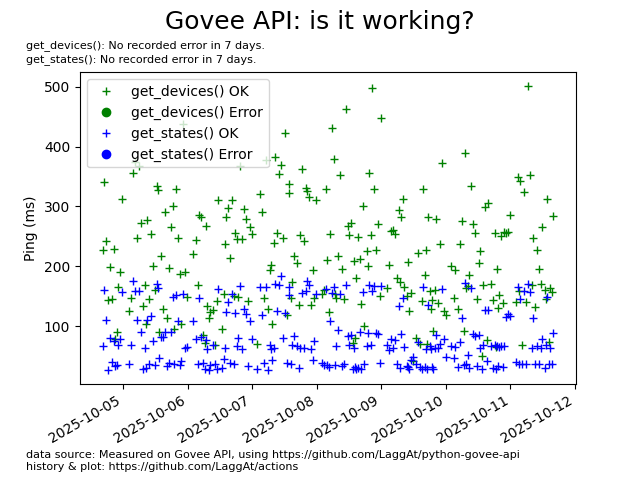 Govee API: is it working?
get_devices(): No recorded error in 7 days.
get_states(): No recorded error in 7 days.
get_devices() OK
get_devices() Error
get_states() OK
get_states() Error
Ping (ms)
500
400
300
200
100
2025-10-05
2025-10-06
2025-10-07
2025-10-08
2025-10-09
2025-10-10
2025-10-11
2025-10-12
data source: Measured on Govee API, using https://github.com/LaggAt/python-govee-api
history & plot: https://github.com/LaggAt/actions